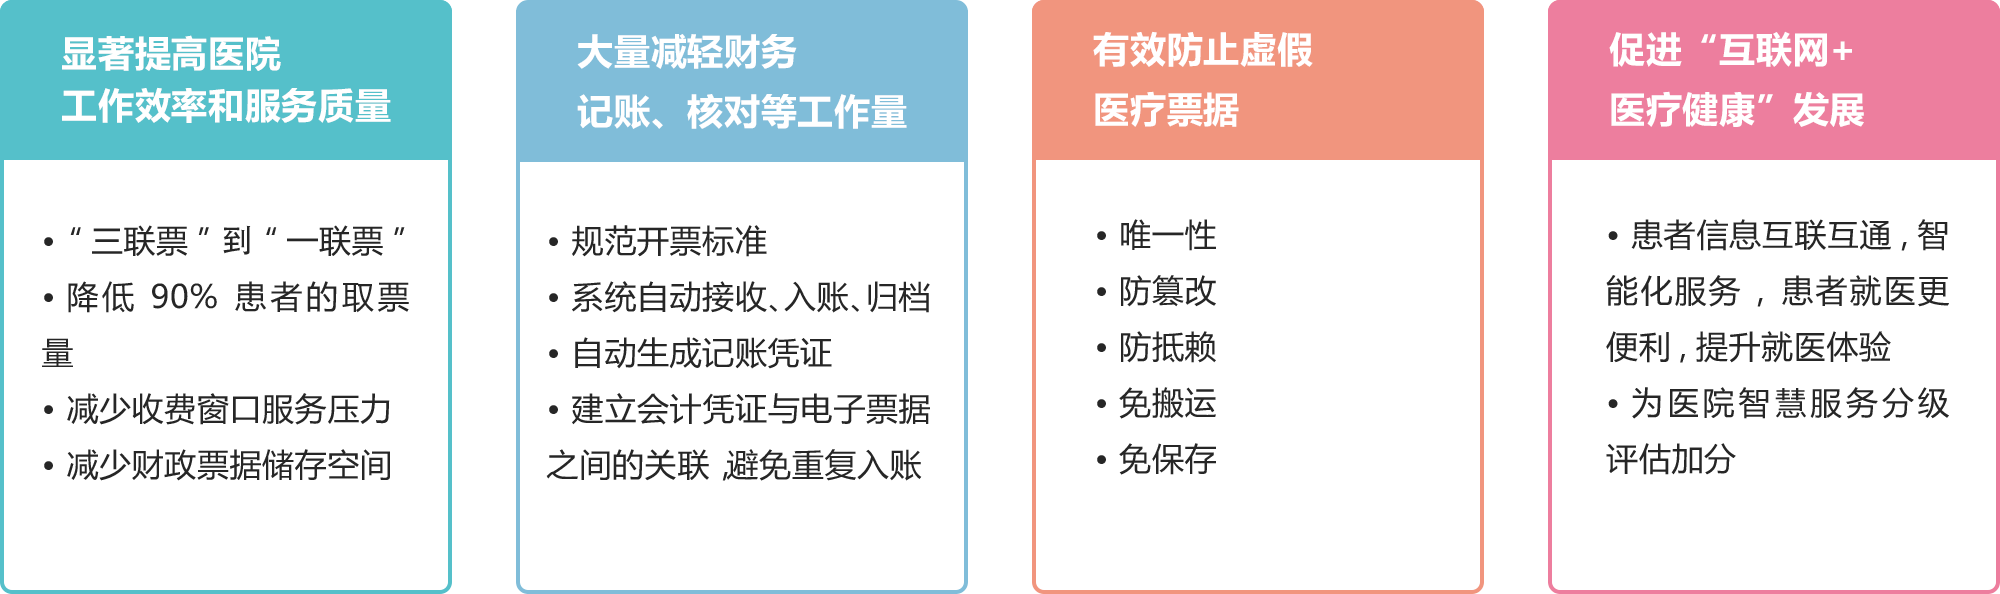 显著提高医院
工作效率和服务质量
• “三联票”到“一联票”
• 降低 90% 患者的取票
量
• 减少收费窗口服务压力
• 减少财政票据储存空间
大量减轻财务
记账、核对等工作量
• 规范开票标准
• 系统自动接收、入账、归档
• 自动生成记账凭证
• 建立会计凭证与电子票据
之间的关联 ,避免重复入账
有效防止虚假
医疗票据
• 唯一性
• 防篡改
• 防抵赖
• 免搬运
• 免保存
促进“互联网+
医疗健康”发展
• 患者信息互联互通 , 智
能化服务 , 患者就医更
便利 , 提升就医体验
• 为医院智慧服务分级
评估加分